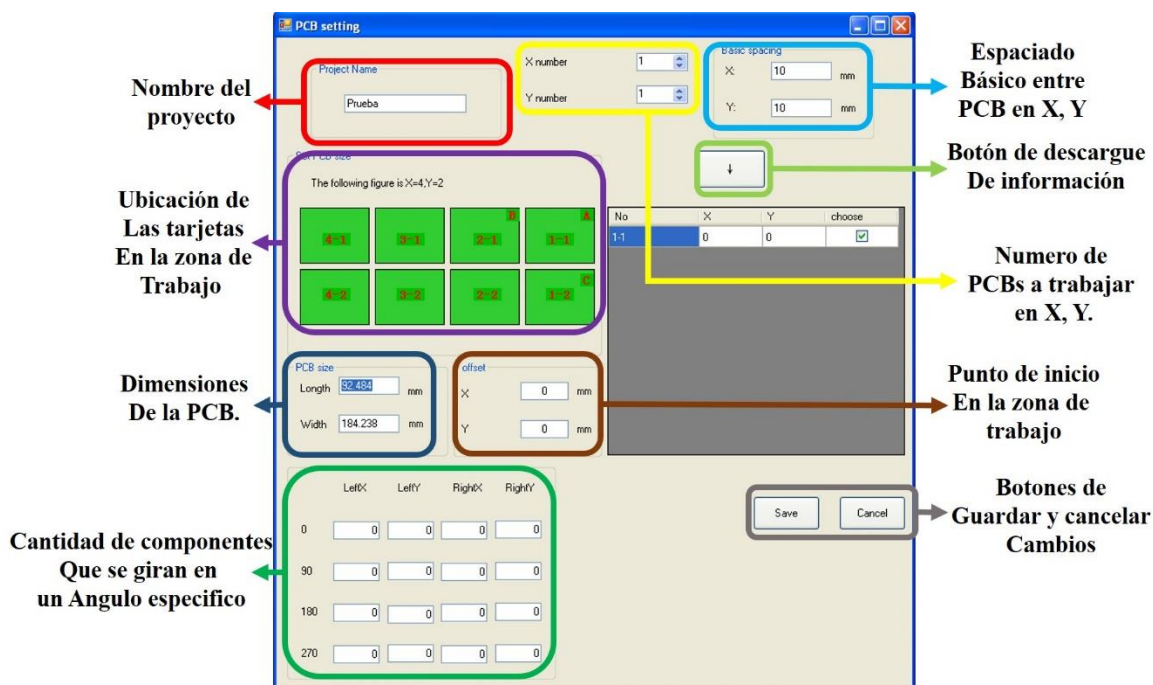 PCB setting
Nombre del
proyecto
Project Name
Prueba
X number
1
Y number
1
Basic spacing
X:
10
mm
Y:
10
mm
Espaciado
Básico entre
PCB en X, Y
↓
Botón de descargue
De información
Ubicación de
Las tarjetas
En la zona de
Trabajo
Set PCB size
The following figure is X=4,Y=2
4-1
3-1
B
2-1
A
1-1
4-2
3-2
2-2
C
1-2
No
X
Y
choose
1-1
0
0
Numero de
PCBs a trabajar
en X, Y.
Dimensiones
De la PCB.
PCB size
Length
92.484
mm
Width
184.238
mm
offset
X
0
mm
Y
0
mm
Punto de inicio
En la zona de
trabajo
Cantidad de componentes
Que se giran en
un Angulo especifico
LeftX LeftY RightX RightY
0 0 0 0 0
90 0 0 0 0
180 0 0 0 0
270 0 0 0 0
Save
Cancel
Botones de
Guardar y cancelar
Cambios